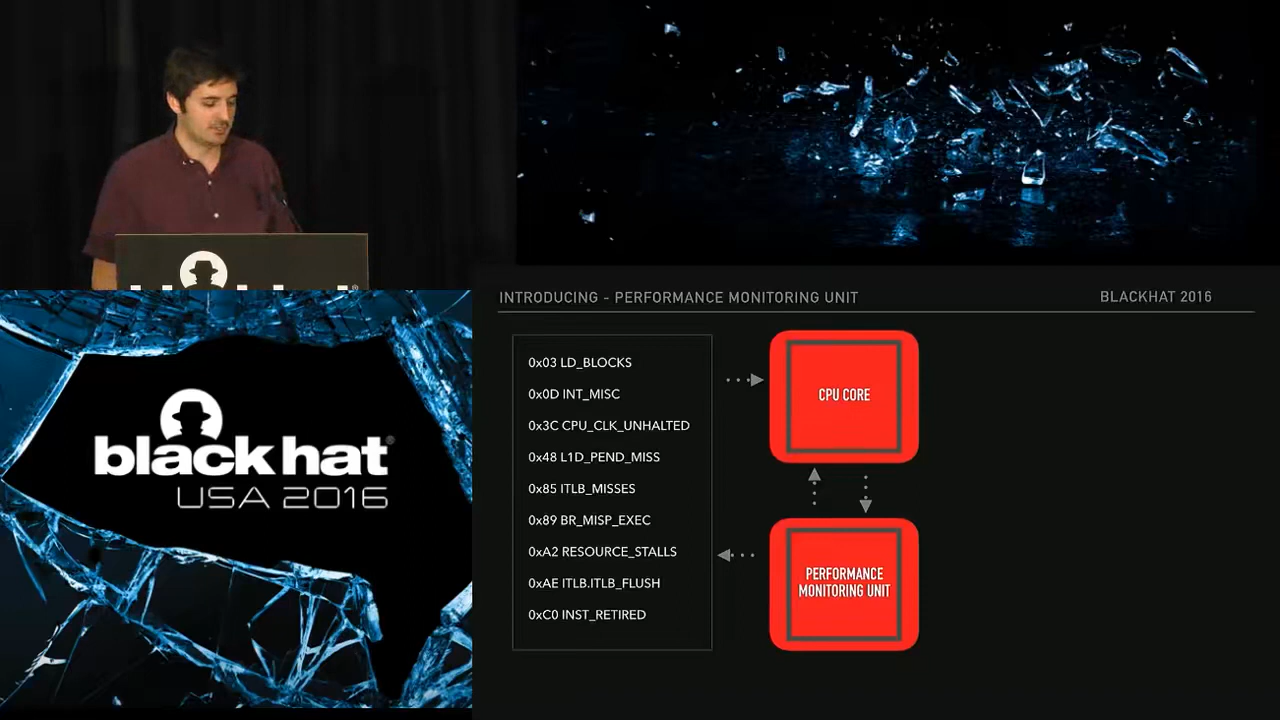 INTRODUCING - PERFORMANCE MONITORING UNIT
BLACKHAT 2016
0x03 LD_BLOCKS
0x0D INT_MISC
0x3C CPU_CLK_UNHALTED
0x48 L1D_PEND_MISS
0x85 ITLB_MISSES
0x89 BR_MISP_EXEC
0xA2 RESOURCE_STALLS
0xAE ITLB.ITLB_FLUSH
0xC0 INST_RETIRED
CPU CORE
PERFORMANCE
MONITORING UNIT
black hat®
USA 2016